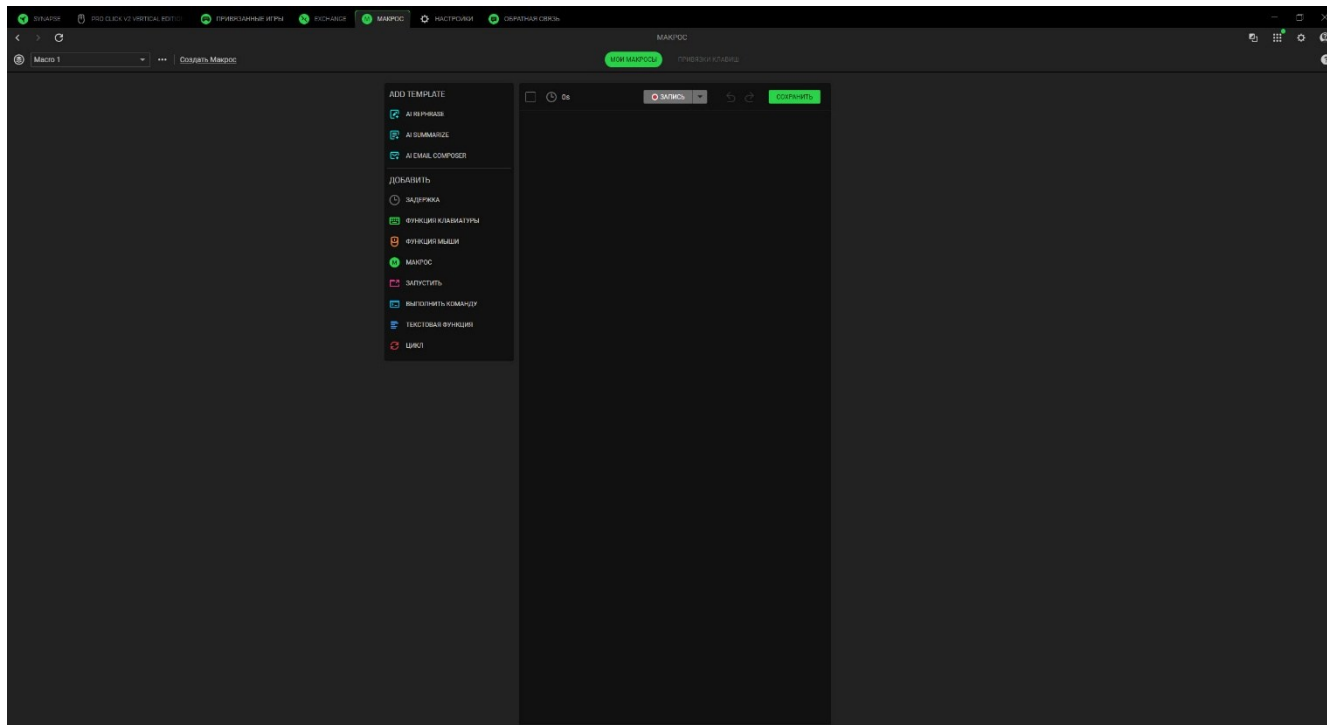 SYNAPSE PRO CLICK V2 VERTICAL EDITI ПРИВЯЗАННЫЕ ИГРЫ EXCHANGE МАКРОС НАСТРОЙКИ ОБРАТНАЯ СВЯЗЬ
МАКРОС
Macro 1 Создать Макрос МОИ МАКРОСЫ ПРИВЯЗКИ КЛАВИШ
ADD TEMPLATE
0s ЗАПИСЬ СОХРАНИТЬ
AI REPHRASE
AI SUMMARIZE
AI EMAIL COMPOSER
ДОБАВИТЬ
ЗАДЕРЖКА
ФУНКЦИЯ КЛАВИАТУРЫ
ФУНКЦИЯ МЫШИ
МАКРОС
ЗАПУСТИТЬ
ВЫПОЛНИТЬ КОМАНДУ
ТЕКСТОВАЯ ФУНКЦИЯ
ЦИКЛ